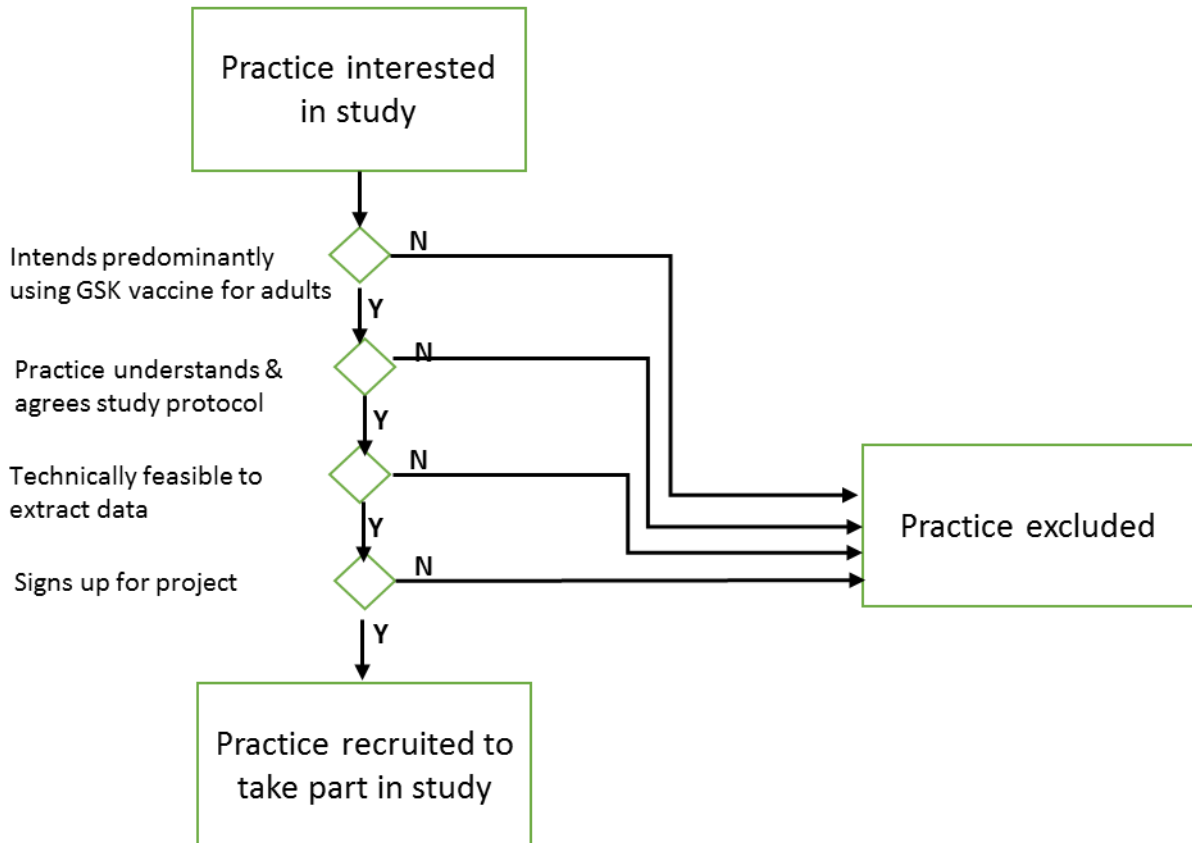 Practice interested
in study
N
Intends predominantly
using GSK vaccine for adults
Y
N
Practice understands &
agrees study protocol
Y
N
Technically feasible to
extract data
Y
Practice excluded
N
Signs up for project
Y
Practice recruited to
take part in study